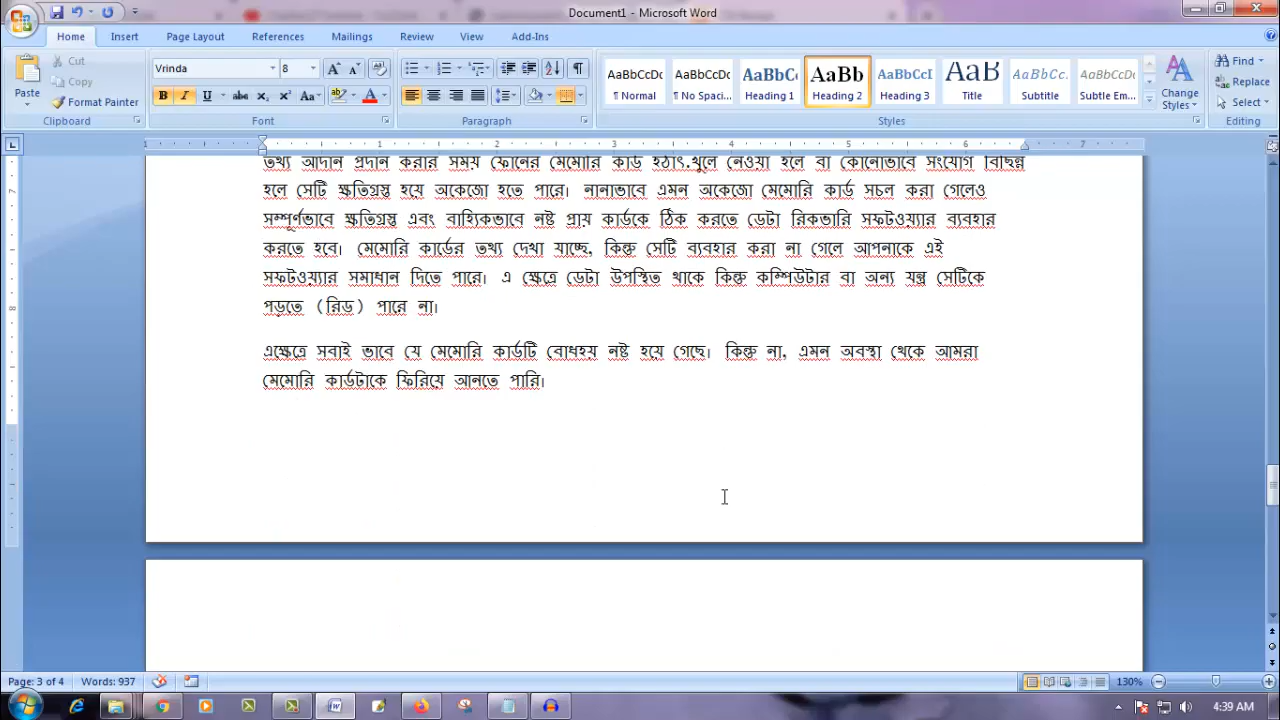 Document1 - Microsoft Word
Home Insert Page Layout References Mailings Review View Add-Ins
Paste Cut Copy Format Painter
Vrinda 8
AaBbCcDc AaBbCcDc AaBbC AaBb AaBbCcI AaB AaBbCc. AaBbCcDc
¶ Normal ¶ No Spaci... Heading 1 Heading 2 Heading 3 Title Subtitle Subtle Em...
Change Styles
Find Replace Select
Clipboard Font Paragraph Styles Editing
তথ্য আদান প্রদান করার সময় ফোনের মেমোরি কার্ড হঠাৎ.খুলে নেওয়া হলে বা কোনোভাবে সংযোগ বিছিন্ন
হলে সেটি ক্ষতিগ্রস্ত হয়ে অকেজো হতে পারে। নানাভাবে এমন অকেজো মেমোরি কার্ড সচল করা গেলেও
সম্পূর্ণভাবে ক্ষতিগ্রস্ত এবং বাহ্যিকভাবে নষ্ট প্রায় কার্ডকে ঠিক করতে ডেটা রিকভারি সফটওয়্যার ব্যবহার
করতে হবে। মেমোরি কার্ডের তথ্য দেখা যাচ্ছে, কিন্তু সেটি ব্যবহার করা না গেলে আপনাকে এই
সফটওয়্যার সমাধান দিতে পারে। এ ক্ষেত্রে ডেটা উপস্থিত থাকে কিন্তু কম্পিউটার বা অন্য যন্ত্র সেটিকে
পড়তে (রিড) পারে না।
এক্ষেত্রে সবাই ভাবে যে মেমোরি কার্ডটি বোধহয় নষ্ট হয়ে গেছে। কিন্তু না, এমন অবস্থা থেকে আমরা
মেমোরি কার্ডটাকে ফিরিয়ে আনতে পারি।
Page: 3 of 4 Words: 937 130%
4:39 AM